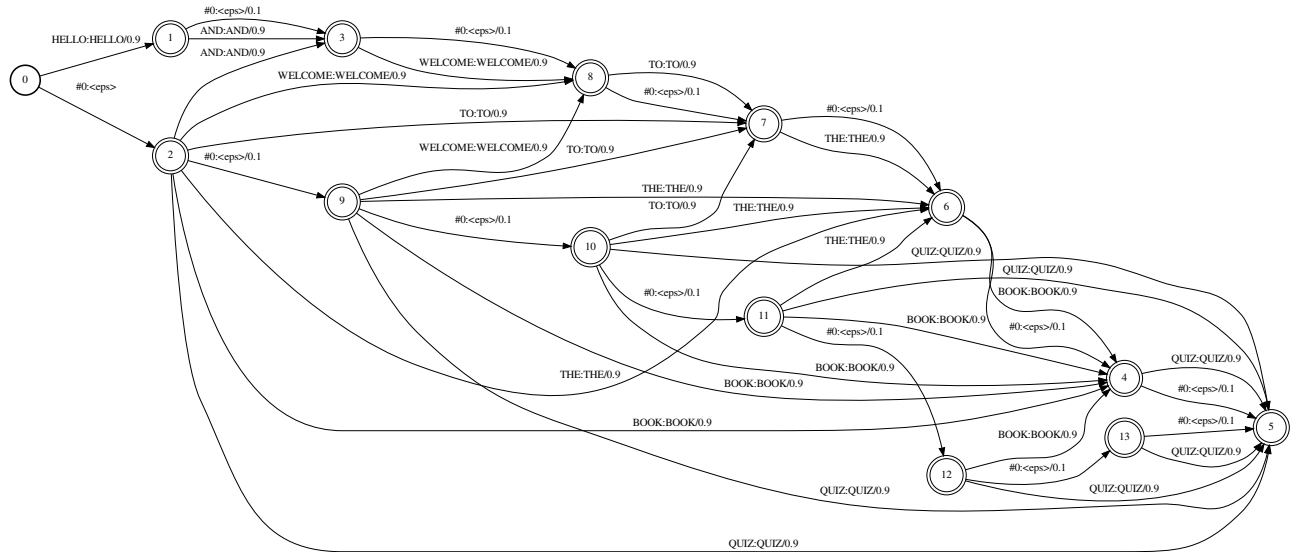 #0:<eps>/0.1
HELLO:HELLO/0.9
1
AND:AND/0.9
3
#0:<eps>/0.1
AND:AND/0.9
WELCOME:WELCOME/0.9
0
#0:<eps>
WELCOME:WELCOME/0.9
8
TO:TO/0.9
#0:<eps>/0.1
TO:TO/0.9
7
#0:<eps>/0.1
THE:THE/0.9
2
#0:<eps>/0.1
WELCOME:WELCOME/0.9
TO:TO/0.9
9
THE:THE/0.9
TO:TO/0.9
THE:THE/0.9
6
#0:<eps>/0.1
10
THE:THE/0.9
QUIZ:QUIZ/0.9
QUIZ:QUIZ/0.9
#0:<eps>/0.1
BOOK:BOOK/0.9
11
BOOK:BOOK/0.9
#0:<eps>/0.1
#0:<eps>/0.1
THE:THE/0.9
BOOK:BOOK/0.9
BOOK:BOOK/0.9
4
QUIZ:QUIZ/0.9
#0:<eps>/0.1
BOOK:BOOK/0.9
BOOK:BOOK/0.9
13
#0:<eps>/0.1
5
12
#0:<eps>/0.1
QUIZ:QUIZ/0.9
QUIZ:QUIZ/0.9
QUIZ:QUIZ/0.9
QUIZ:QUIZ/0.9